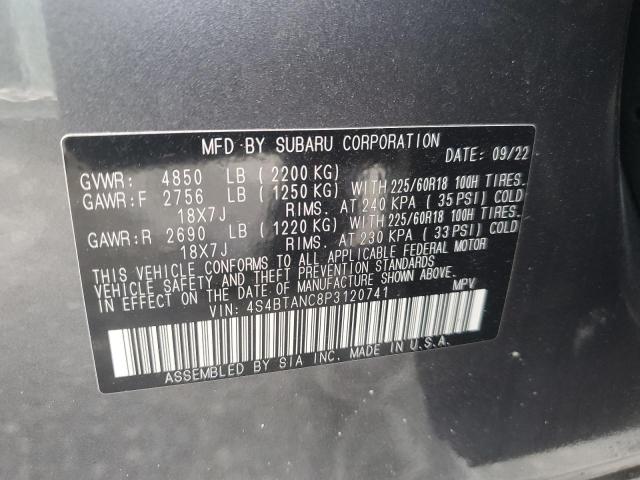 MFD BY SUBARU CORPORATION
DATE: 09/22
GVWR: 4850 LB ( 2200 KG)
GAWR:F 2756 LB ( 1250 KG) WITH 225/60R18 100H TIRES.
18X7J RIMS. AT 240 KPA ( 35 PSI) COLD
GAWR:R 2690 LB ( 1220 KG) WITH 225/60R18 100H TIRES.
18X7J RIMS. AT 230 KPA ( 33 PSI) COLD
THIS VEHICLE CONFORMS TO ALL APPLICABLE FEDERAL MOTOR
VEHICLE SAFETY AND THEFT PREVENTION STANDARDS
IN EFFECT ON THE DATE OF MANUFACTURE SHOWN ABOVE.
VIN: 4S4BTANC8P3120741 MPV
ASSEMBLED BY SIA INC. MADE IN U.S.A.